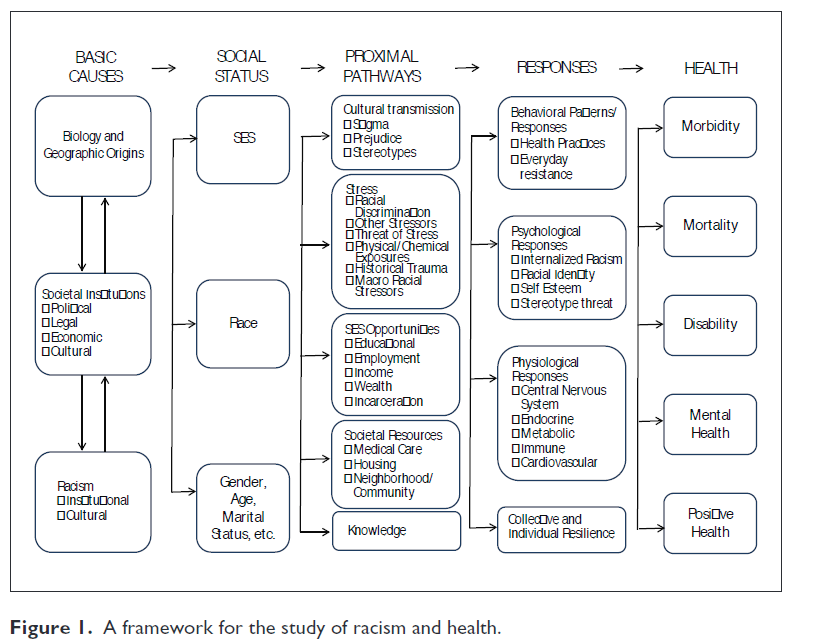 BASIC
CAUSES
SOCIAL
STATUS
PROXIMAL
PATHWAYS
RESPONSES
HEALTH
Biology and
Geographic Origins
Societal Ins□tu□ons
□Poli□cal
□Legal
□Economic
□Cultural
Racism
□Ins□tu□onal
□Cultural
SES
Race
Gender,
Age,
Marital
Status, etc.
Cultural transmission
□S□gma
□Prejudice
□Stereotypes
Stress
□Racial
Discrimina□on
□Other Stressors
□Threat of Stress
□Physical/Chemical
Exposures
□Historical Trauma
□Macro Racial
Stressors
SES Opportuni□es
□Educa□onal
□Employment
□Income
□Wealth
□Incarcera□on
Societal Resources
□Medical Care
□Housing
□Neighborhood/
Community
Knowledge
Behavioral Pa□erns/
Responses
□Health Prac□ces
□Everyday
resistance
Psychological
Responses
□Internalized Racism
□Racial Iden□ty
□Self Esteem
□Stereotype threat
Physiological
Responses
□Central Nervous
System
□Endocrine
□Metabolic
□Immune
□Cardiovascular
Collec□ve and
Individual Resilience
Morbidity
Mortality
Disability
Mental
Health
Posi□ve
Health
Figure 1. A framework for the study of racism and health.